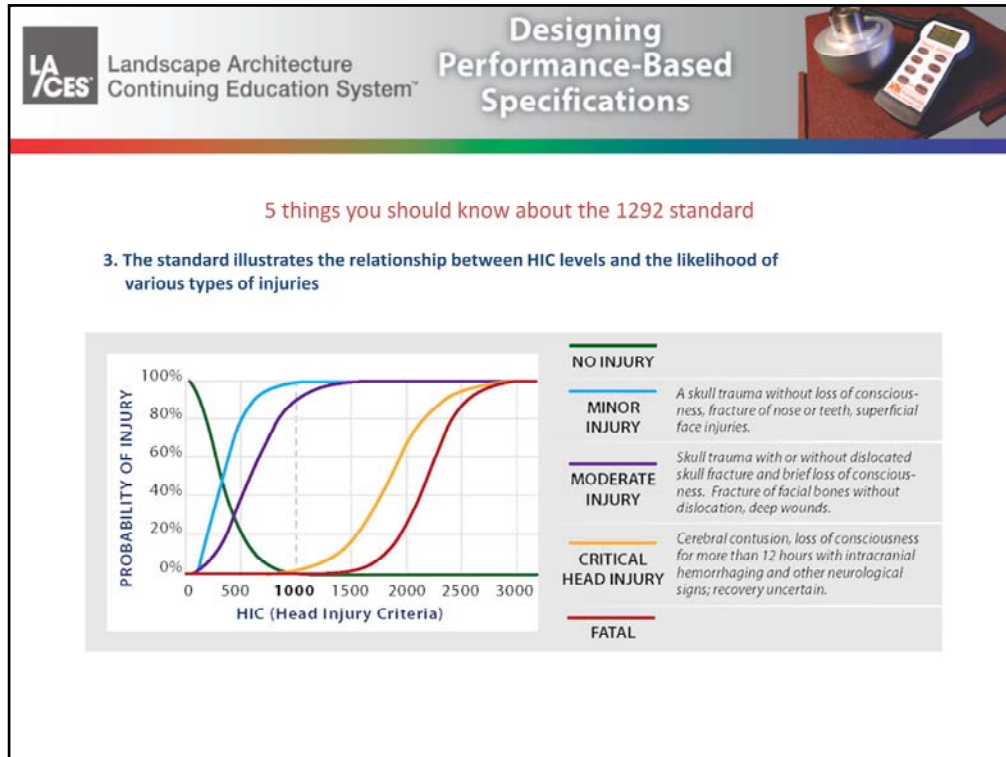 LA
/CES™
Landscape Architecture
Continuing Education System™
Designing
Performance-Based
Specifications
5 things you should know about the 1292 standard
3. The standard illustrates the relationship between HIC levels and the likelihood of
various types of injuries
PROBABILITY OF INJURY
100%
80%
60%
40%
20%
0%
0 500 1000 1500 2000 2500 3000
HIC (Head Injury Criteria)
NO INJURY
MINOR
INJURY
A skull trauma without loss of conscious-
ness, fracture of nose or teeth, superficial
face injuries.
MODERATE
INJURY
Skull trauma with or without dislocated
skull fracture and brief loss of conscious-
ness. Fracture of facial bones without
dislocation, deep wounds.
CRITICAL
HEAD INJURY
Cerebral contusion, loss of consciousness
for more than 12 hours with intracranial
hemorrhaging and other neurological
signs; recovery uncertain.
FATAL